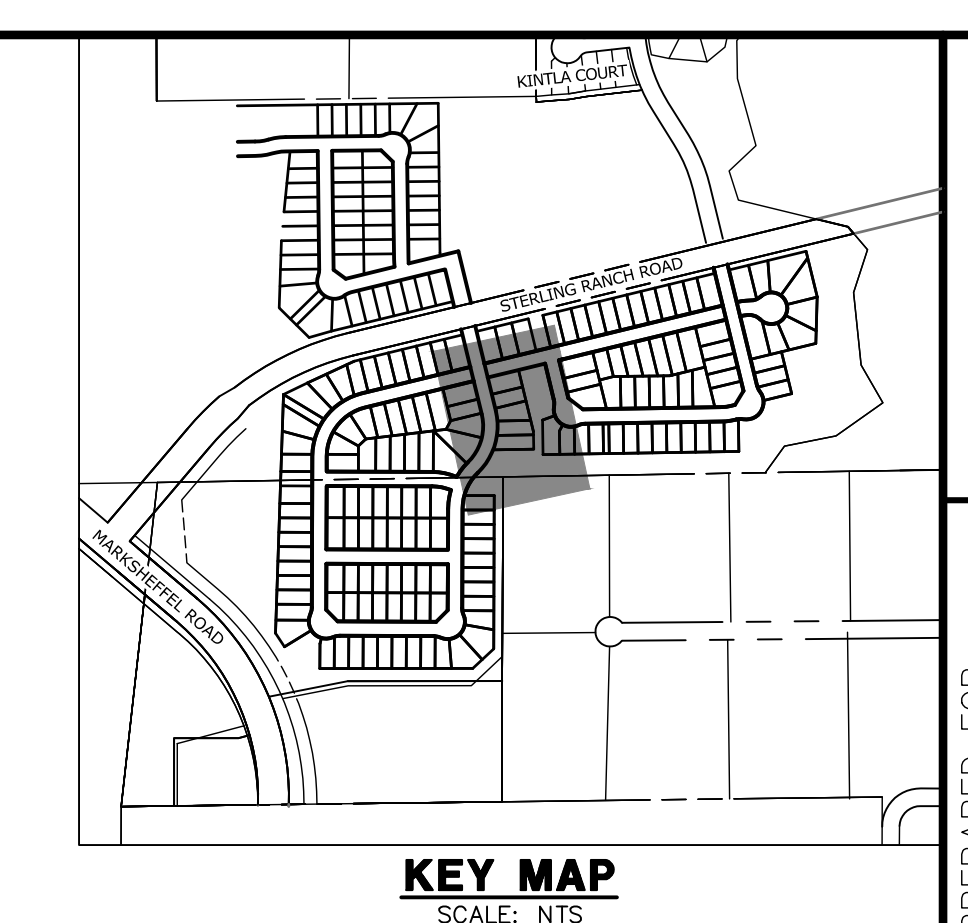 KINTLA COURT
STERLING RANCH ROAD
MARKSHEFFEL ROAD
KEY MAP
SCALE: NTS